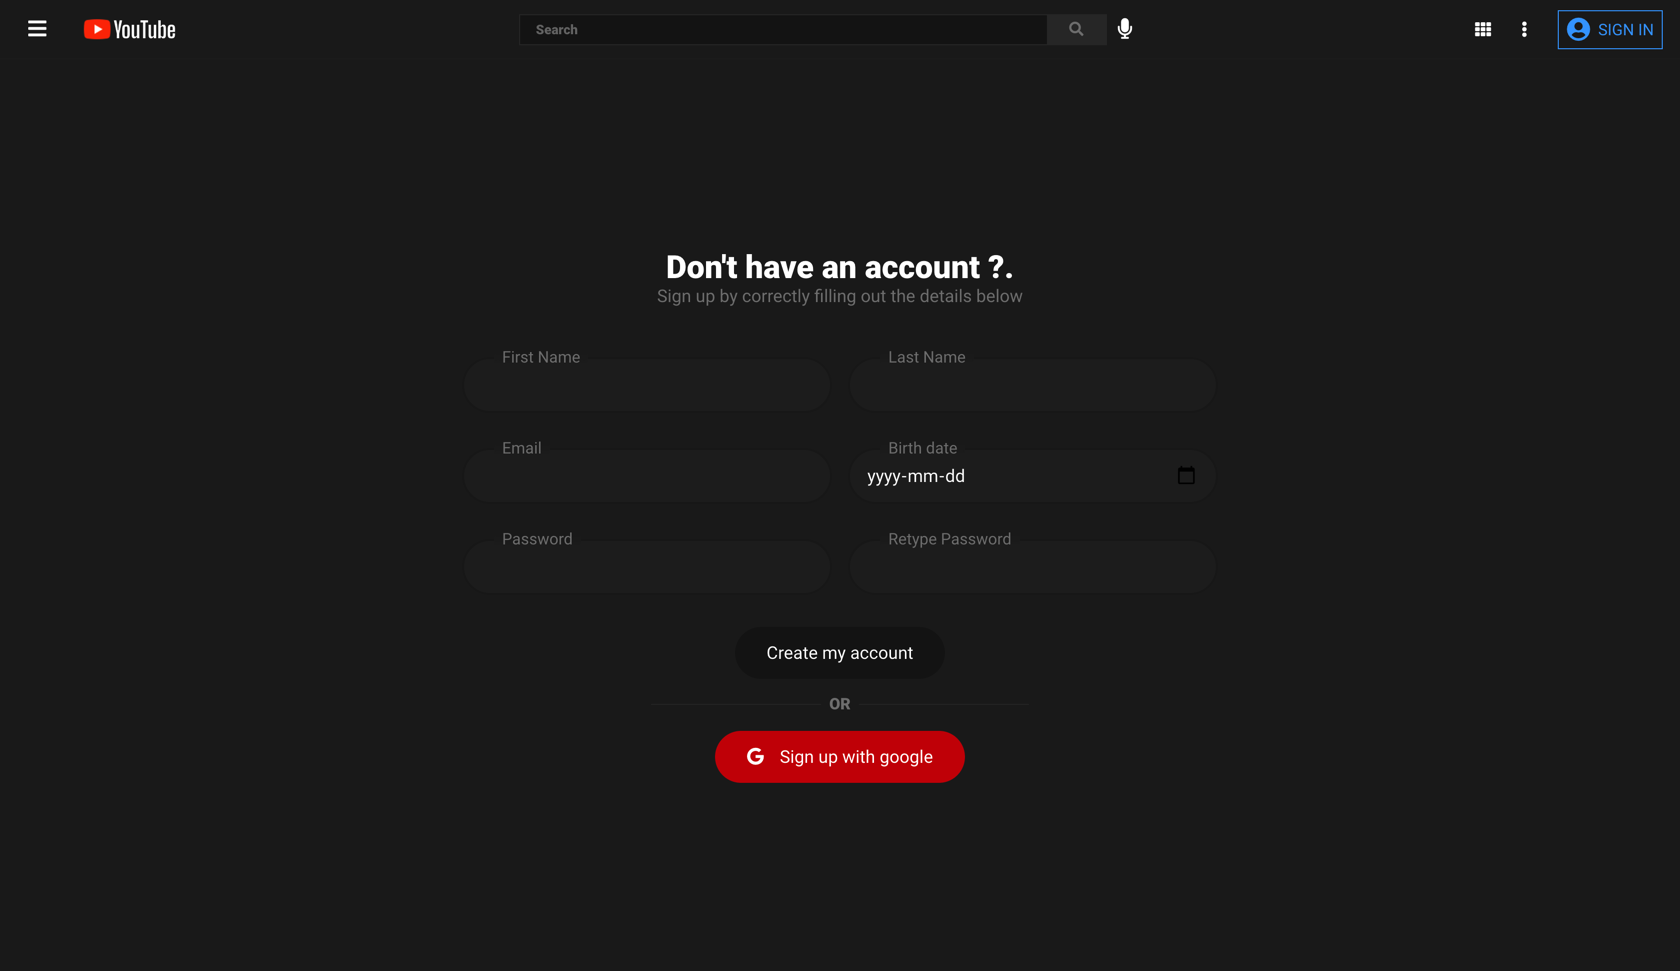 YouTube
Search
SIGN IN
Don't have an account ?.
Sign up by correctly filling out the details below
First Name
Last Name
Email
Birth date
yyyy-mm-dd
Password
Retype Password
Create my account
OR
G Sign up with google